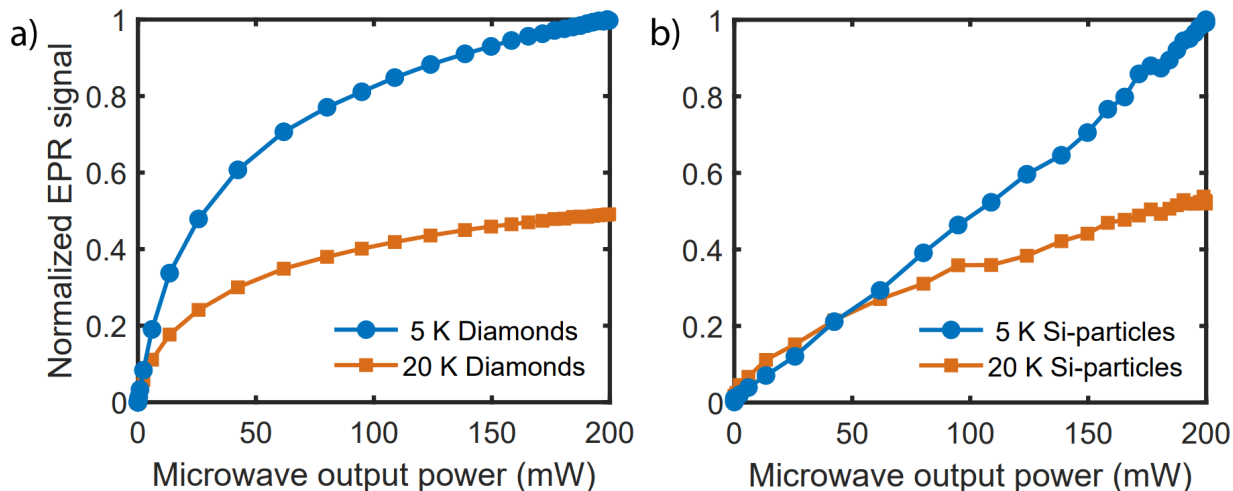 a)
Normalized EPR signal
1
0.8
0.6
0.4
0.2
0
0 50 100 150 200
Microwave output power (mW)
5 K Diamonds
20 K Diamonds
b)
1
0.8
0.6
0.4
0.2
0
0 50 100 150 200
Microwave output power (mW)
5 K Si-particles
20 K Si-particles